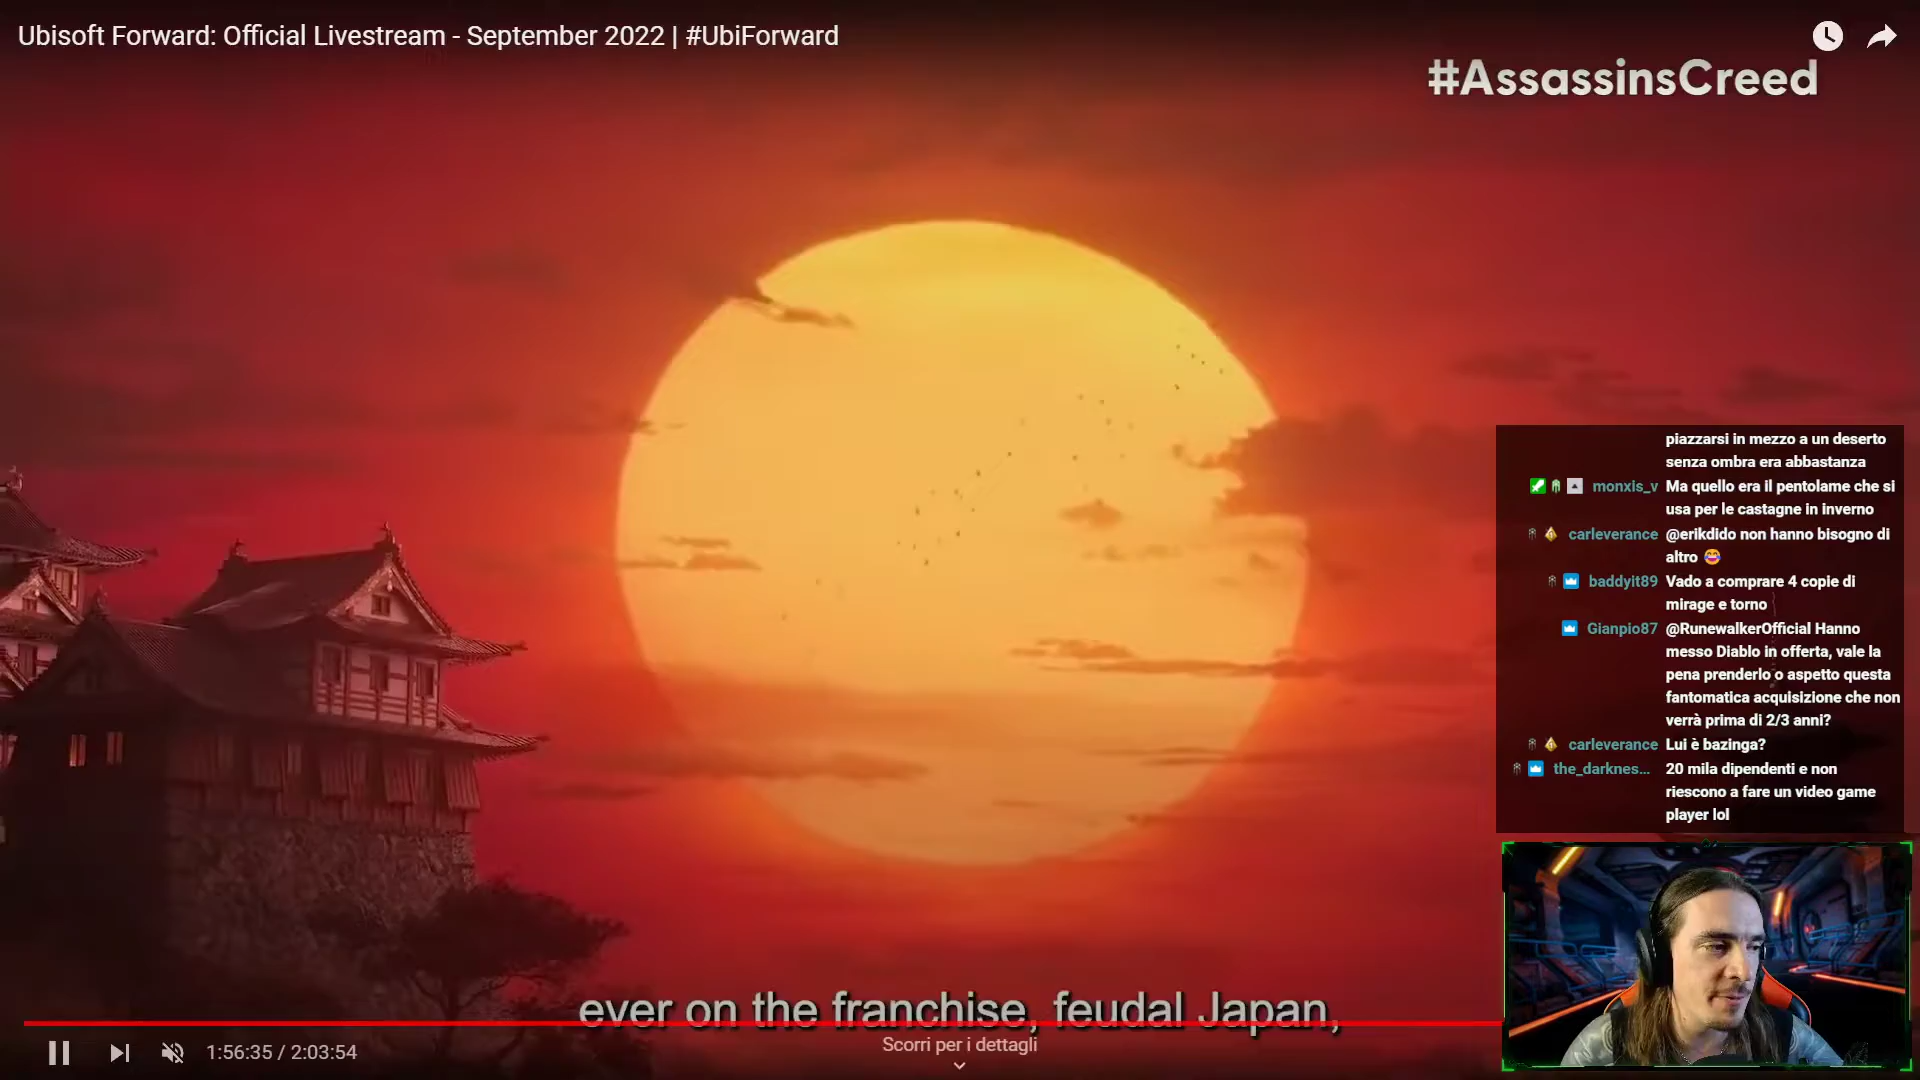 Ubisoft Forward: Official Livestream - September 2022 | #UbiForward
#AssassinsCreed
piazzarsi in mezzo a un deserto
senza ombra era abbastanza
monxis_v Ma quello era il pentolame che si
usa per le castagne in inverno
carleverance @erikdido non hanno bisogno di
altro 😂
baddyit89 Vado a comprare 4 copie di
mirage e torno
Gianpio87 @RunewalkerOfficial Hanno
messo Diablo in offerta, vale la
pena prenderlo o aspetto questa
fantomatica acquisizione che non
verrà prima di 2/3 anni?
carleverance Lui è bazinga?
the_darknes... 20 mila dipendenti e non
riescono a fare un video game
player lol
ever on the franchise, feudal Japan,
1:56:35 / 2:03:54
Scorri per i dettagli